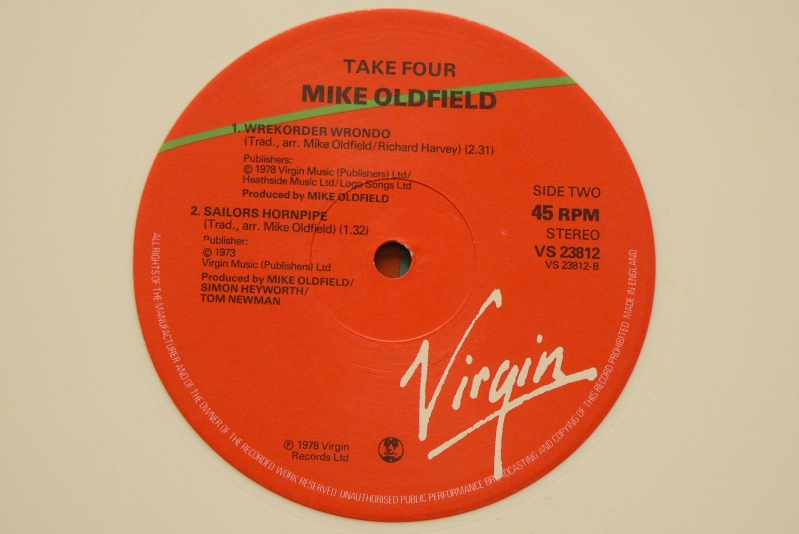 TAKE FOUR
MIKE OLDFIELD
1. WREKORDER WRONDO
(Trad., arr. Mike Oldfield/Richard Harvey) (2.31)
Publishers:
© 1978 Virgin Music (Publishers) Ltd/
Heathside Music Ltd/Logo Songs Ltd
Produced by MIKE OLDFIELD
2. SAILORS HORNPIPE
(Trad., arr. Mike Oldfield) (1.32)
Publisher:
© 1973
Virgin Music (Publishers) Ltd
Produced by MIKE OLDFIELD/
SIMON HEYWORTH/
TOM NEWMAN
SIDE TWO
45 RPM
STEREO
VS 23812
VS 23812-B
Virgin
℗ 1978 Virgin
Records Ltd
ALL RIGHTS OF THE MANUFACTURER AND OF THE OWNER OF THE RECORDED WORK RESERVED. UNAUTHORISED PUBLIC PERFORMANCE BROADCASTING AND COPYING OF THIS RECORD PROHIBITED. MADE IN ENGLAND